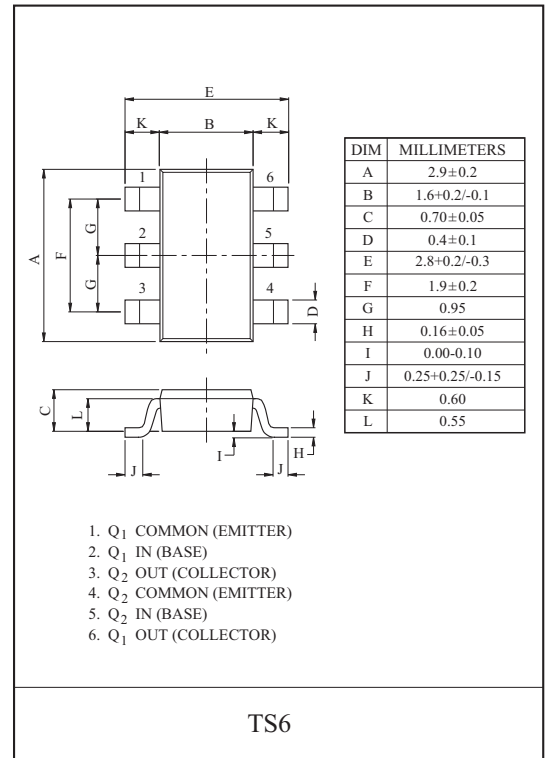 E
K B K
1 6
G
2 5
A F
G
3 4
D
C L
I H
J J
DIM MILLIMETERS
A 2.9±0.2
B 1.6+0.2/-0.1
C 0.70±0.05
D 0.4±0.1
E 2.8+0.2/-0.3
F 1.9±0.2
G 0.95
H 0.16±0.05
I 0.00-0.10
J 0.25+0.25/-0.15
K 0.60
L 0.55
1. Q1 COMMON (EMITTER)
2. Q1 IN (BASE)
3. Q2 OUT (COLLECTOR)
4. Q2 COMMON (EMITTER)
5. Q2 IN (BASE)
6. Q1 OUT (COLLECTOR)
TS6